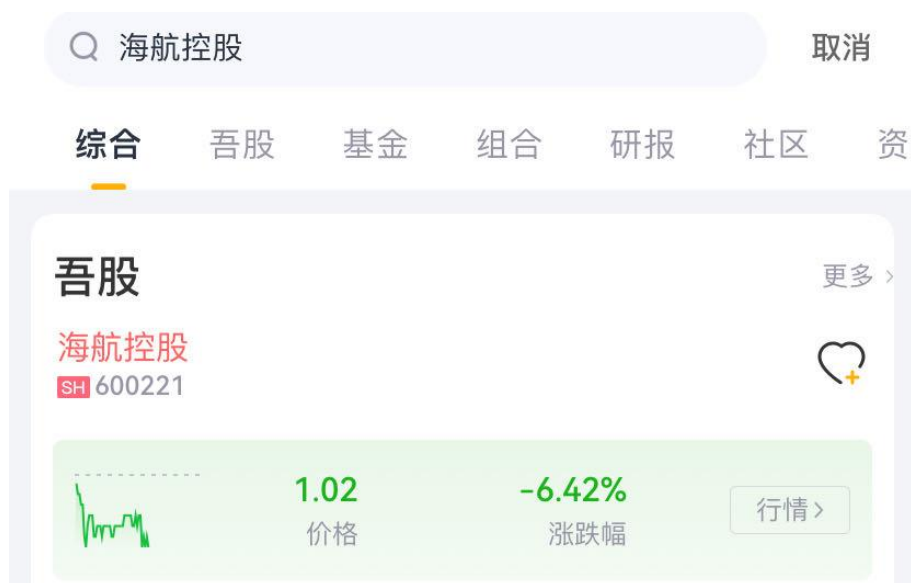 海航控股 取消
综合 吾股 基金 组合 研报 社区 资
吾股 更多
海航控股
SH 600221
1.02 -6.42% 行情
价格 涨跌幅